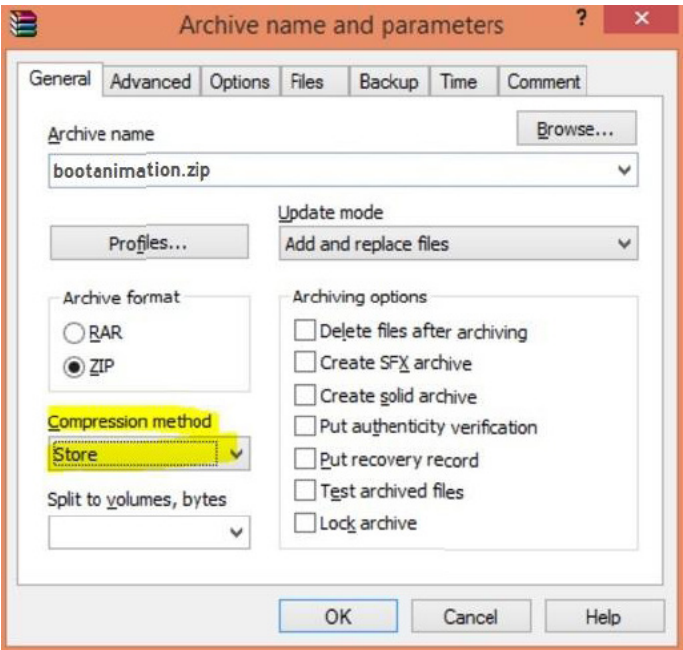 Archive name and parameters ? ×
General Advanced Options Files Backup Time Comment
Archive name
Browse...
bootanimation.zip
Update mode
Profiles...
Add and replace files
Archive format
RAR
ZIP
Compression method
Store
Split to volumes, bytes
Archiving options
Delete files after archiving
Create SFX archive
Create solid archive
Put authenticity verification
Put recovery record
Test archived files
Lock archive
OK Cancel Help